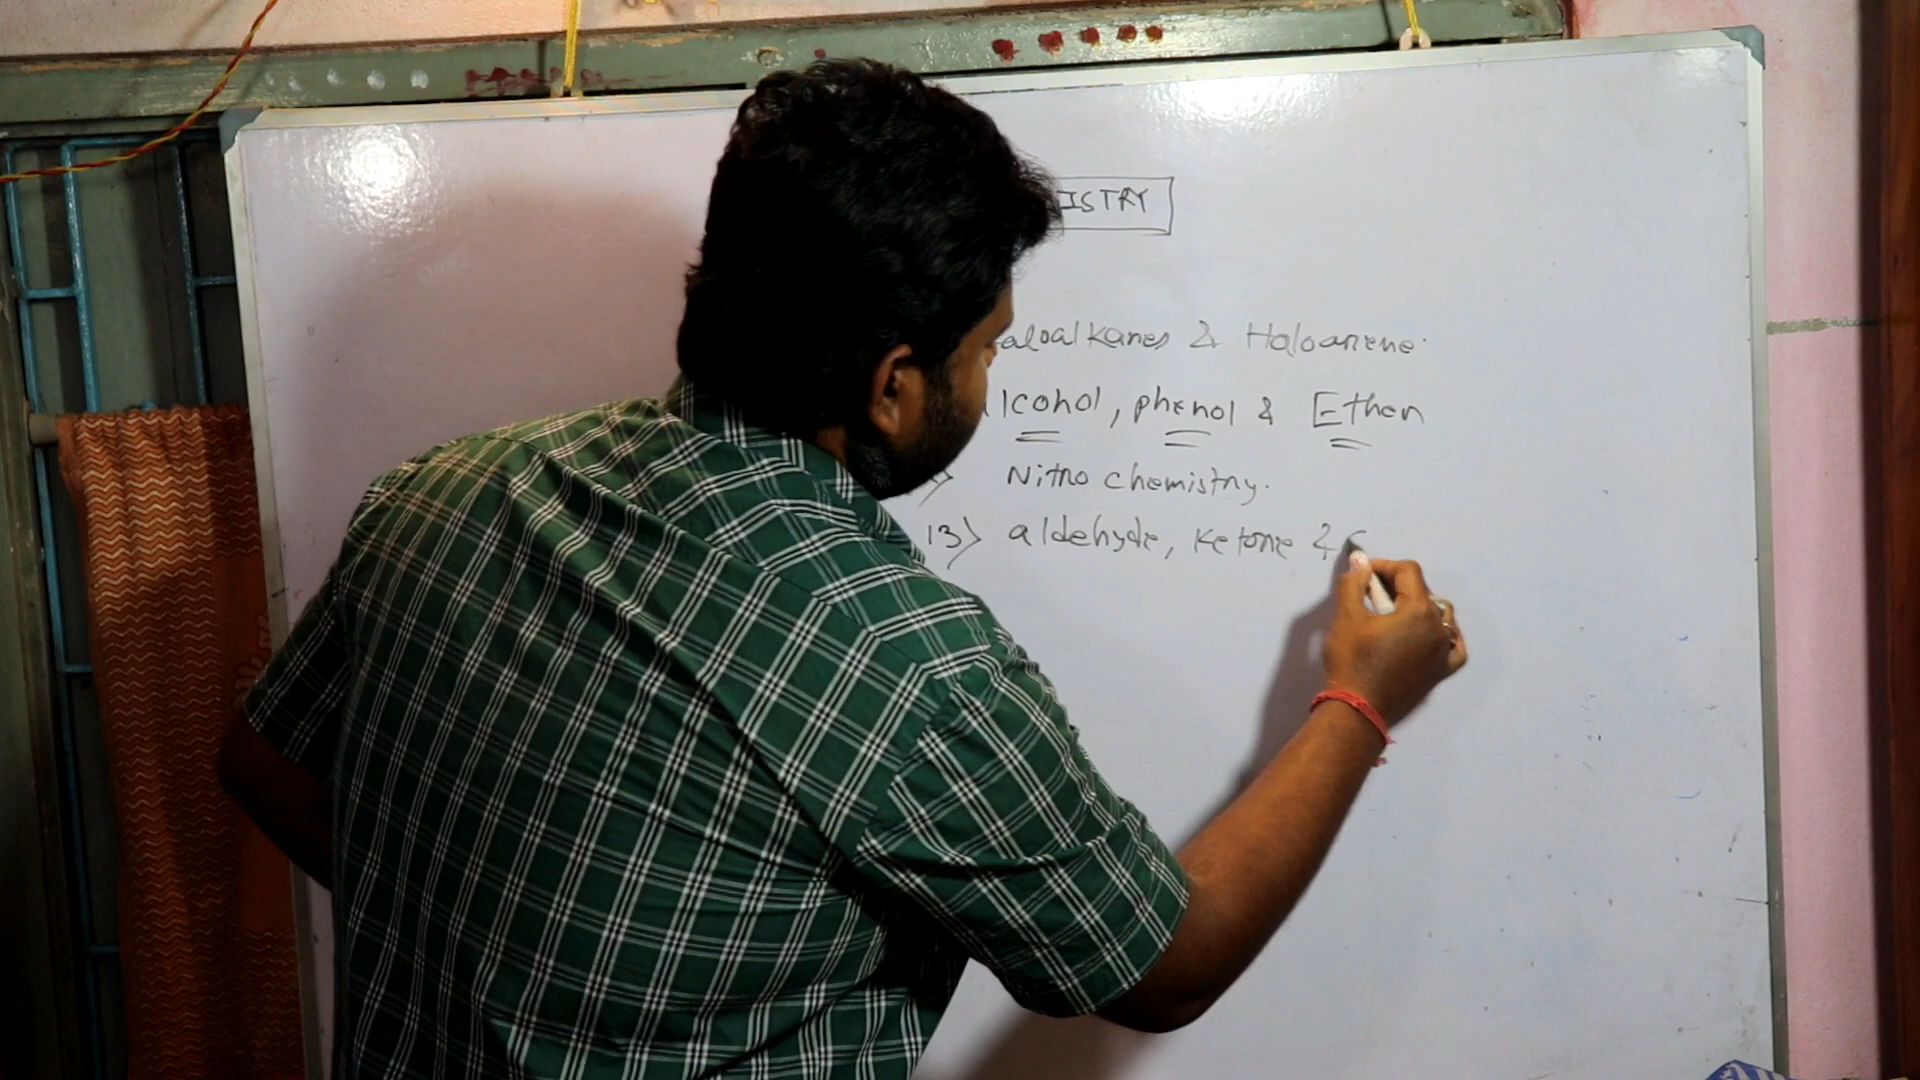 ISTRY
aloalkanes & Haloarene.
lcohol, phenol & Ether
Nitro chemistry.
13> aldehyde, ketone &